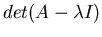 det(A − λI)